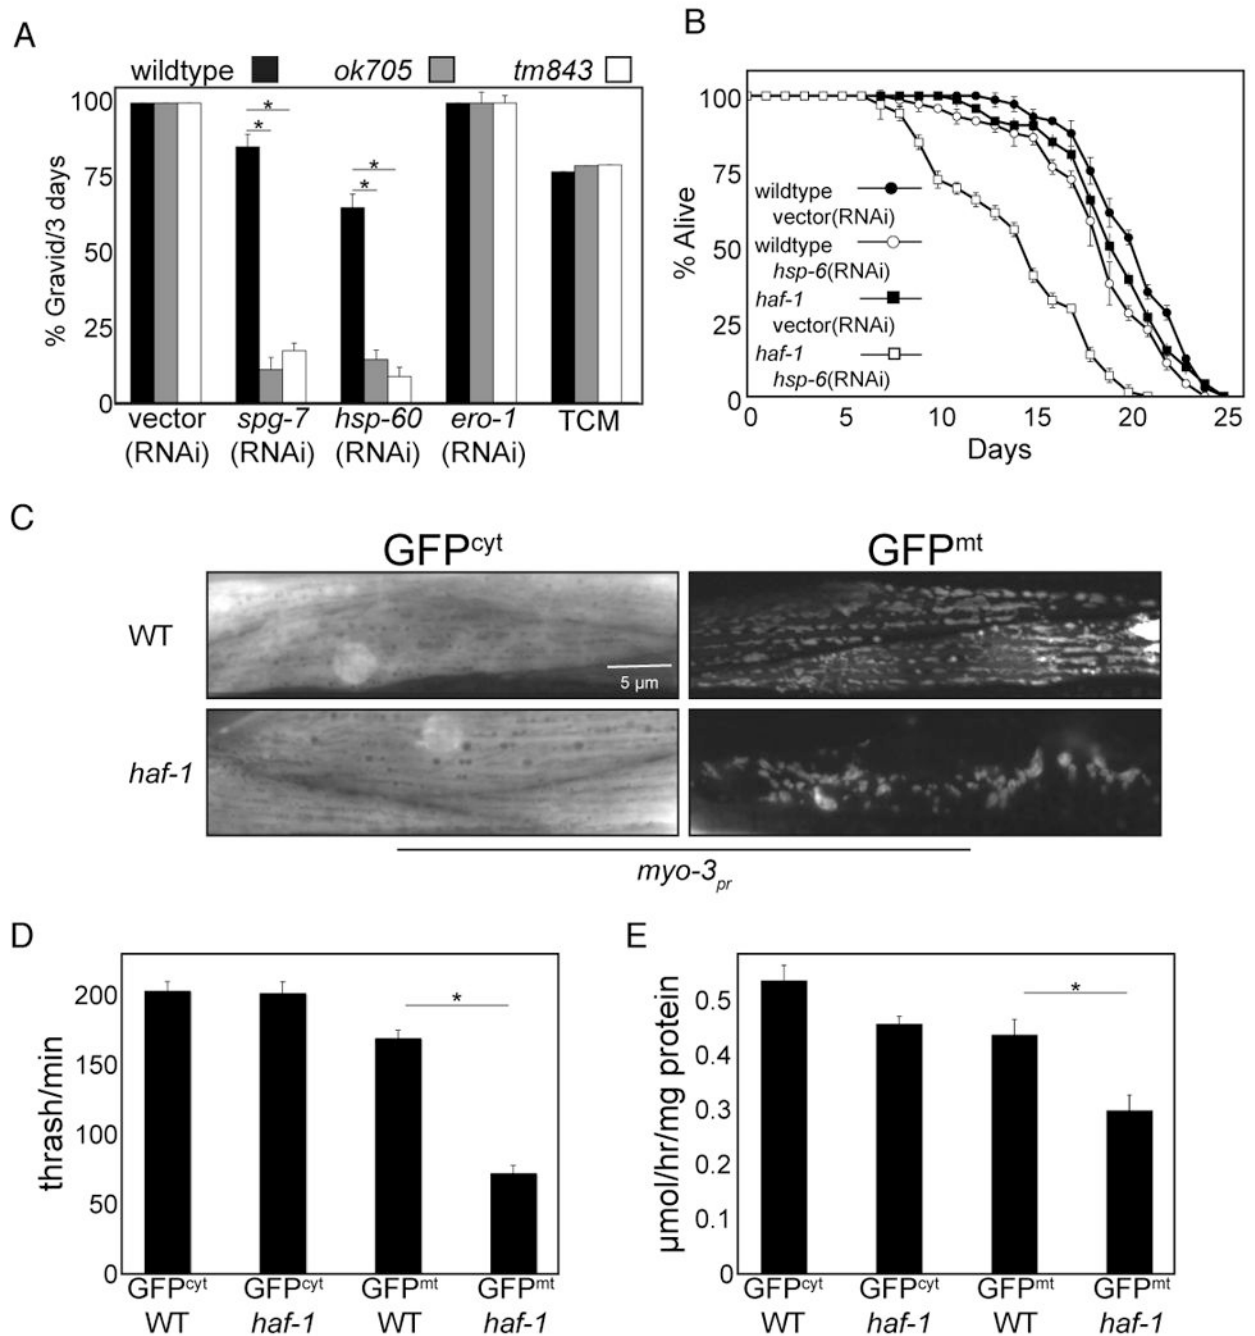 A
wildtype ok705 tm843
% Gravid/3 days
100
75
50
25
0
* * * *
vector (RNAi)
spg-7 (RNAi)
hsp-60 (RNAi)
ero-1 (RNAi)
TCM
B
% Alive
100
75
50
25
0
wildtype
vector(RNAi)
wildtype
hsp-6(RNAi)
haf-1
vector(RNAi)
haf-1
hsp-6(RNAi)
0 5 10 15 20 25
Days
C
GFPcyt GFPmt
WT
5 µm
haf-1
myo-3pr
D
thrash/min
200
150
100
50
0
*
GFPcyt GFPcyt GFPmt GFPmt
WT haf-1 WT haf-1
E
µmol/hr/mg protein
0.5
0.4
0.3
0.2
0.1
0
*
GFPcyt GFPcyt GFPmt GFPmt
WT haf-1 WT haf-1